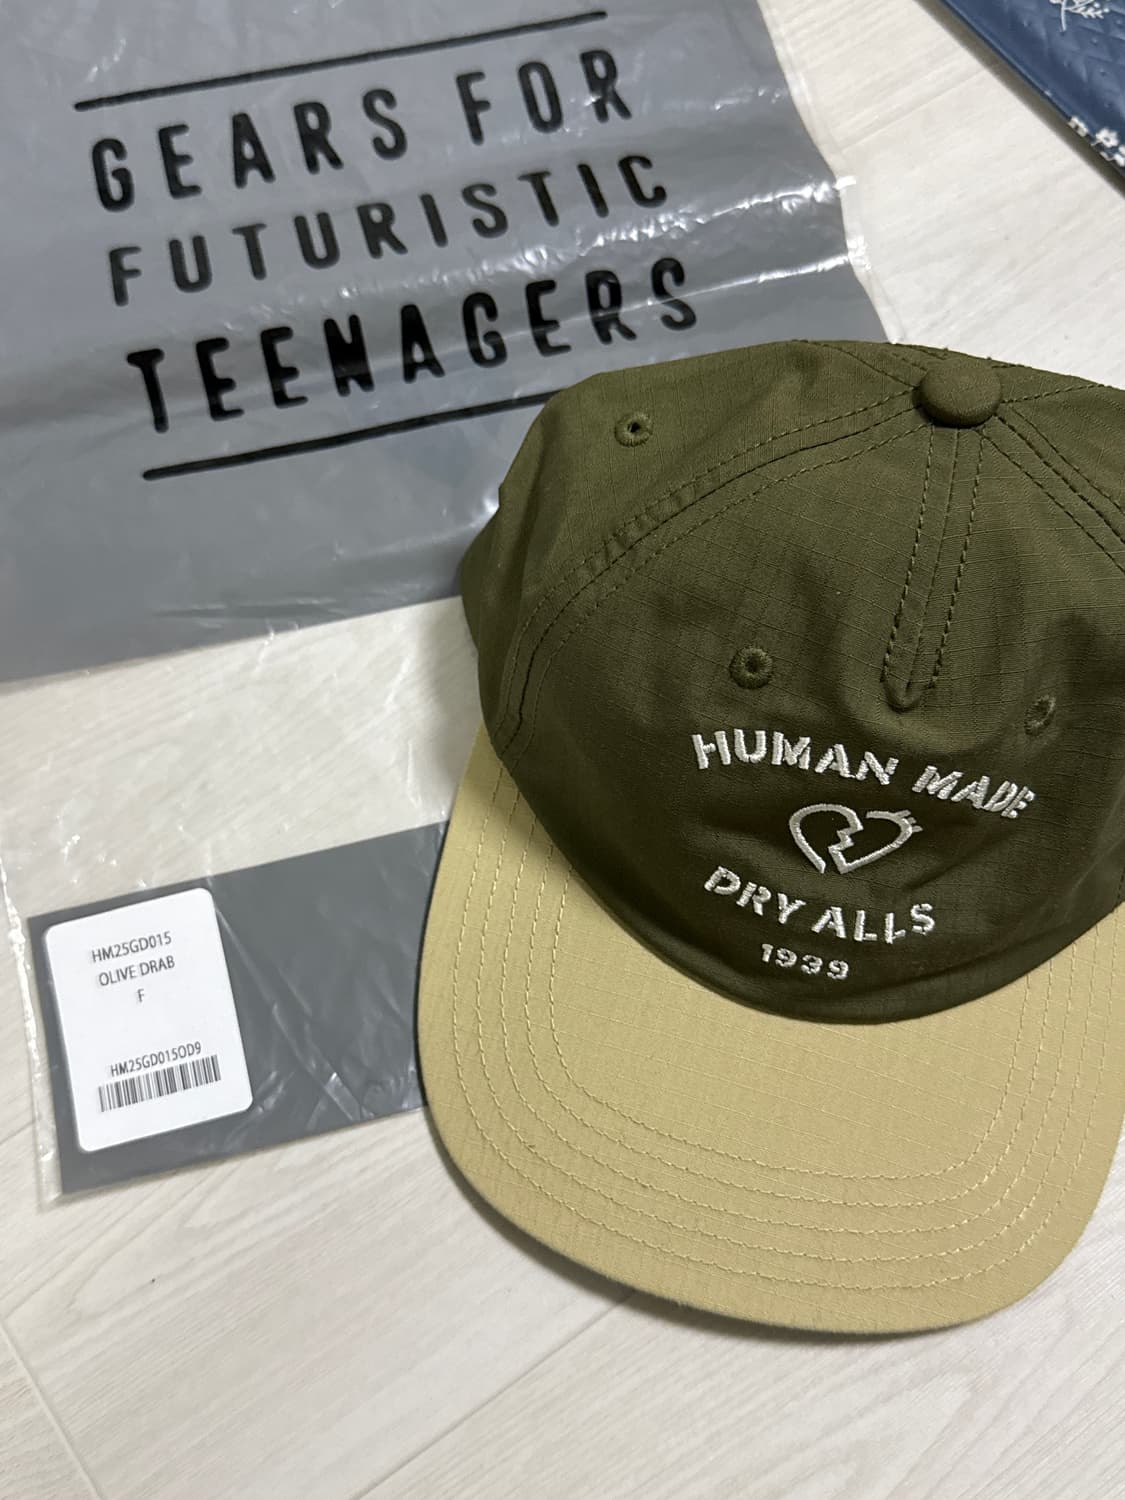 GEARS FOR
FUTURISTIC
TEENAGERS
HUMAN MADE
DRY ALLS
1939
HM25GD015
OLIVE DRAB
F
HM25GD015OD9